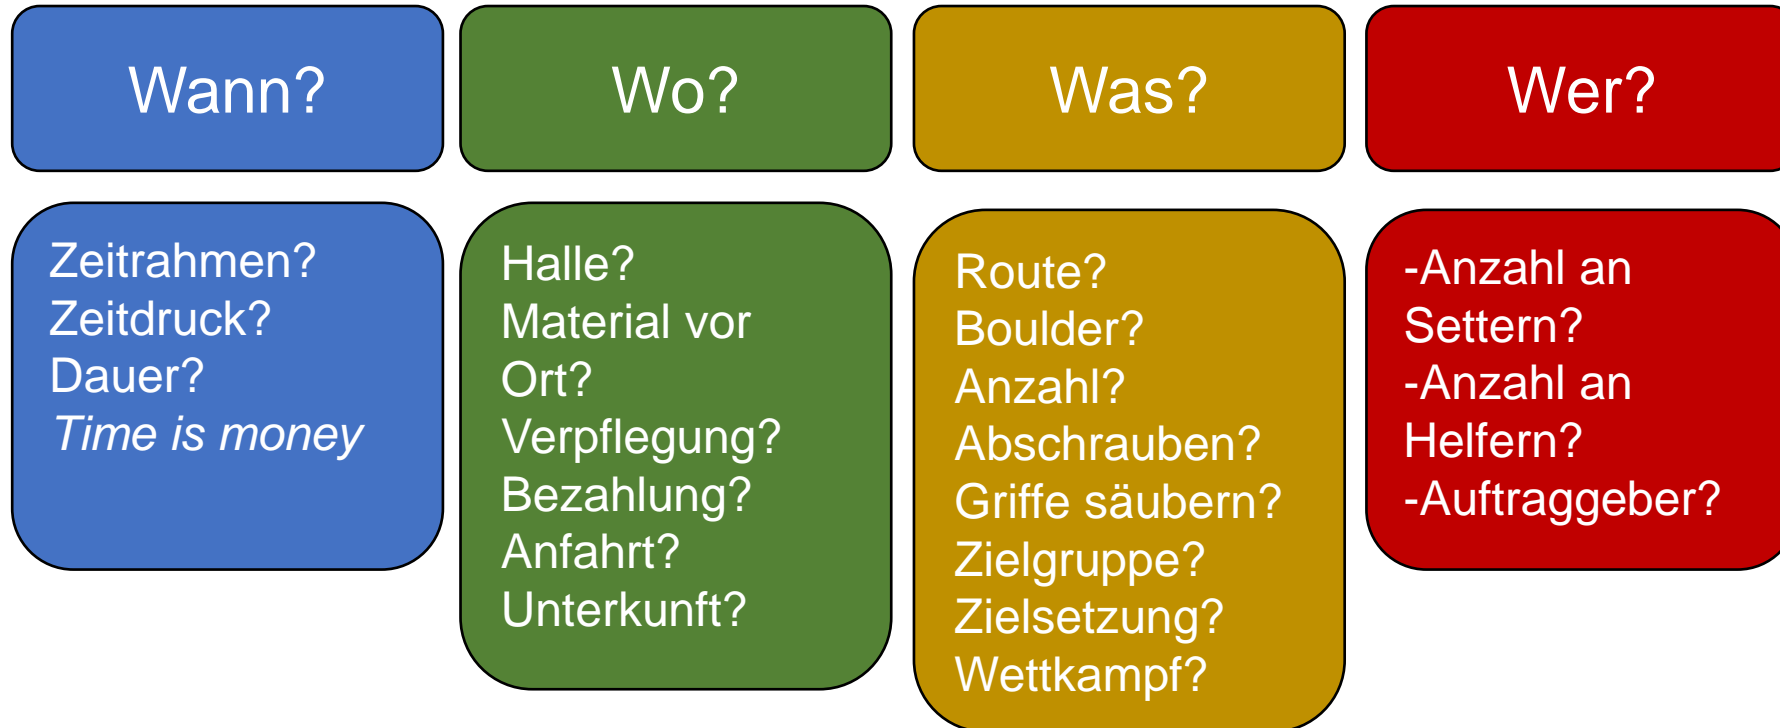 Wann?
Zeitrahmen?
Zeitdruck?
Dauer?
Time is money
Wo?
Halle?
Material vor
Ort?
Verpflegung?
Bezahlung?
Anfahrt?
Unterkunft?
Was?
Route?
Boulder?
Anzahl?
Abschrauben?
Griffe säubern?
Zielgruppe?
Zielsetzung?
Wettkampf?
Wer?
-Anzahl an
Settern?
-Anzahl an
Helfern?
-Auftraggeber?